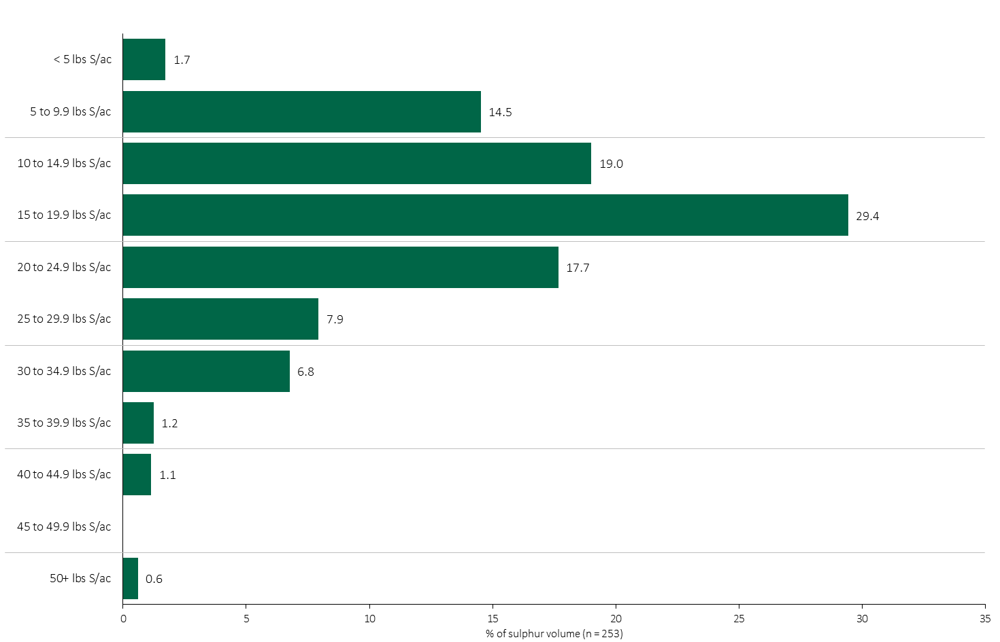 < 5 lbs S/ac 1.7
5 to 9.9 lbs S/ac 14.5
10 to 14.9 lbs S/ac 19.0
15 to 19.9 lbs S/ac 29.4
20 to 24.9 lbs S/ac 17.7
25 to 29.9 lbs S/ac 7.9
30 to 34.9 lbs S/ac 6.8
35 to 39.9 lbs S/ac 1.2
40 to 44.9 lbs S/ac 1.1
45 to 49.9 lbs S/ac
50+ lbs S/ac 0.6
0 5 10 15 20 25 30 35
% of sulphur volume (n = 253)